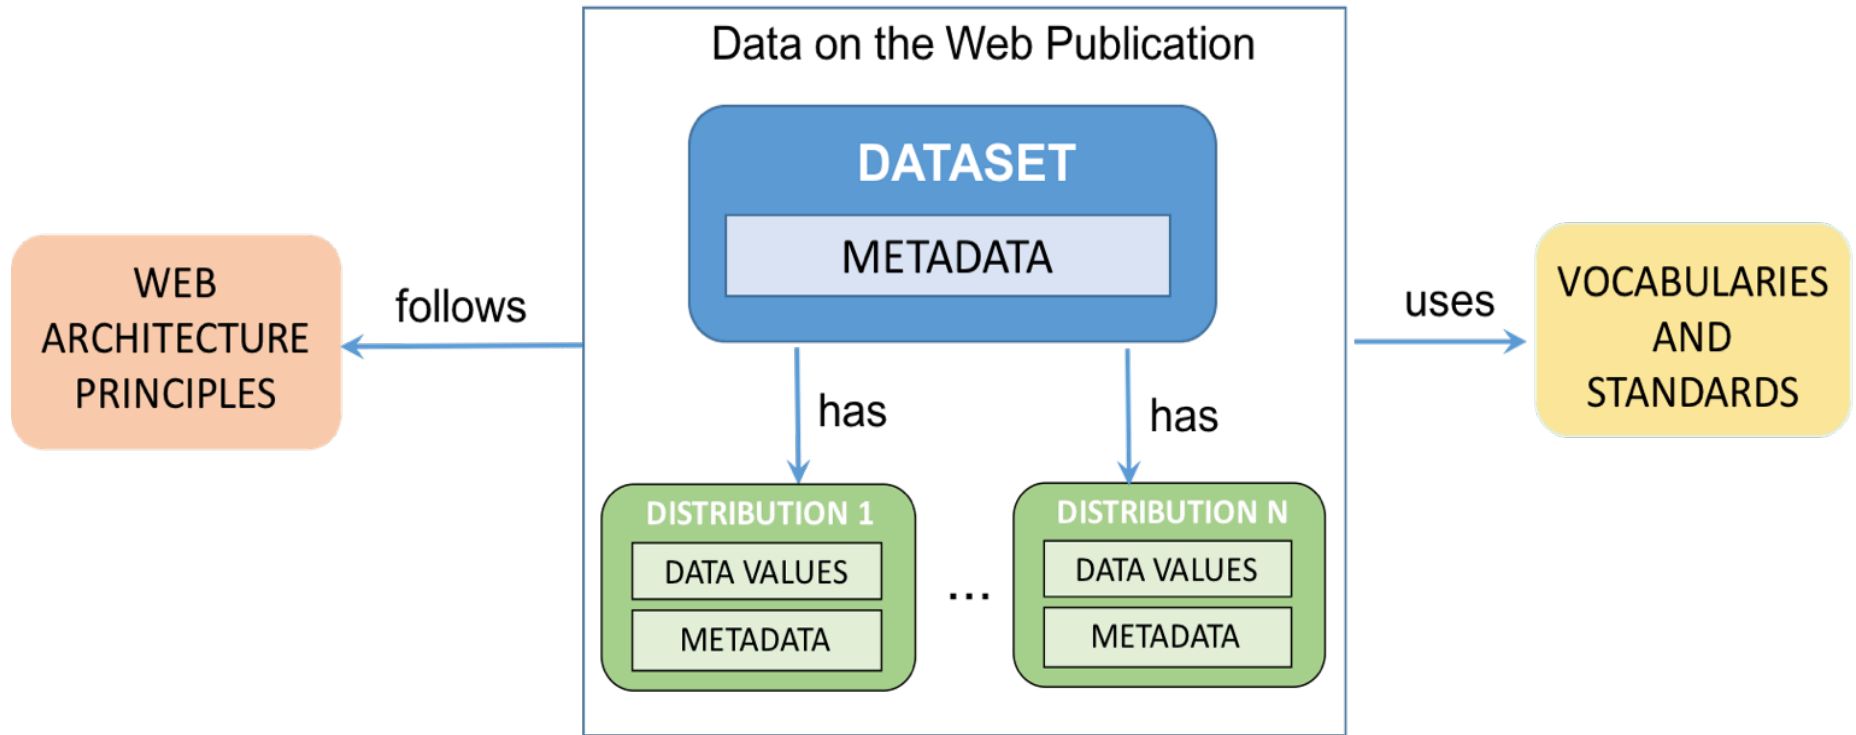 Data on the Web Publication
DATASET
METADATA
WEB
ARCHITECTURE
PRINCIPLES
follows
uses
VOCABULARIES
AND
STANDARDS
has
has
DISTRIBUTION 1
DATA VALUES
METADATA
...
DISTRIBUTION N
DATA VALUES
METADATA